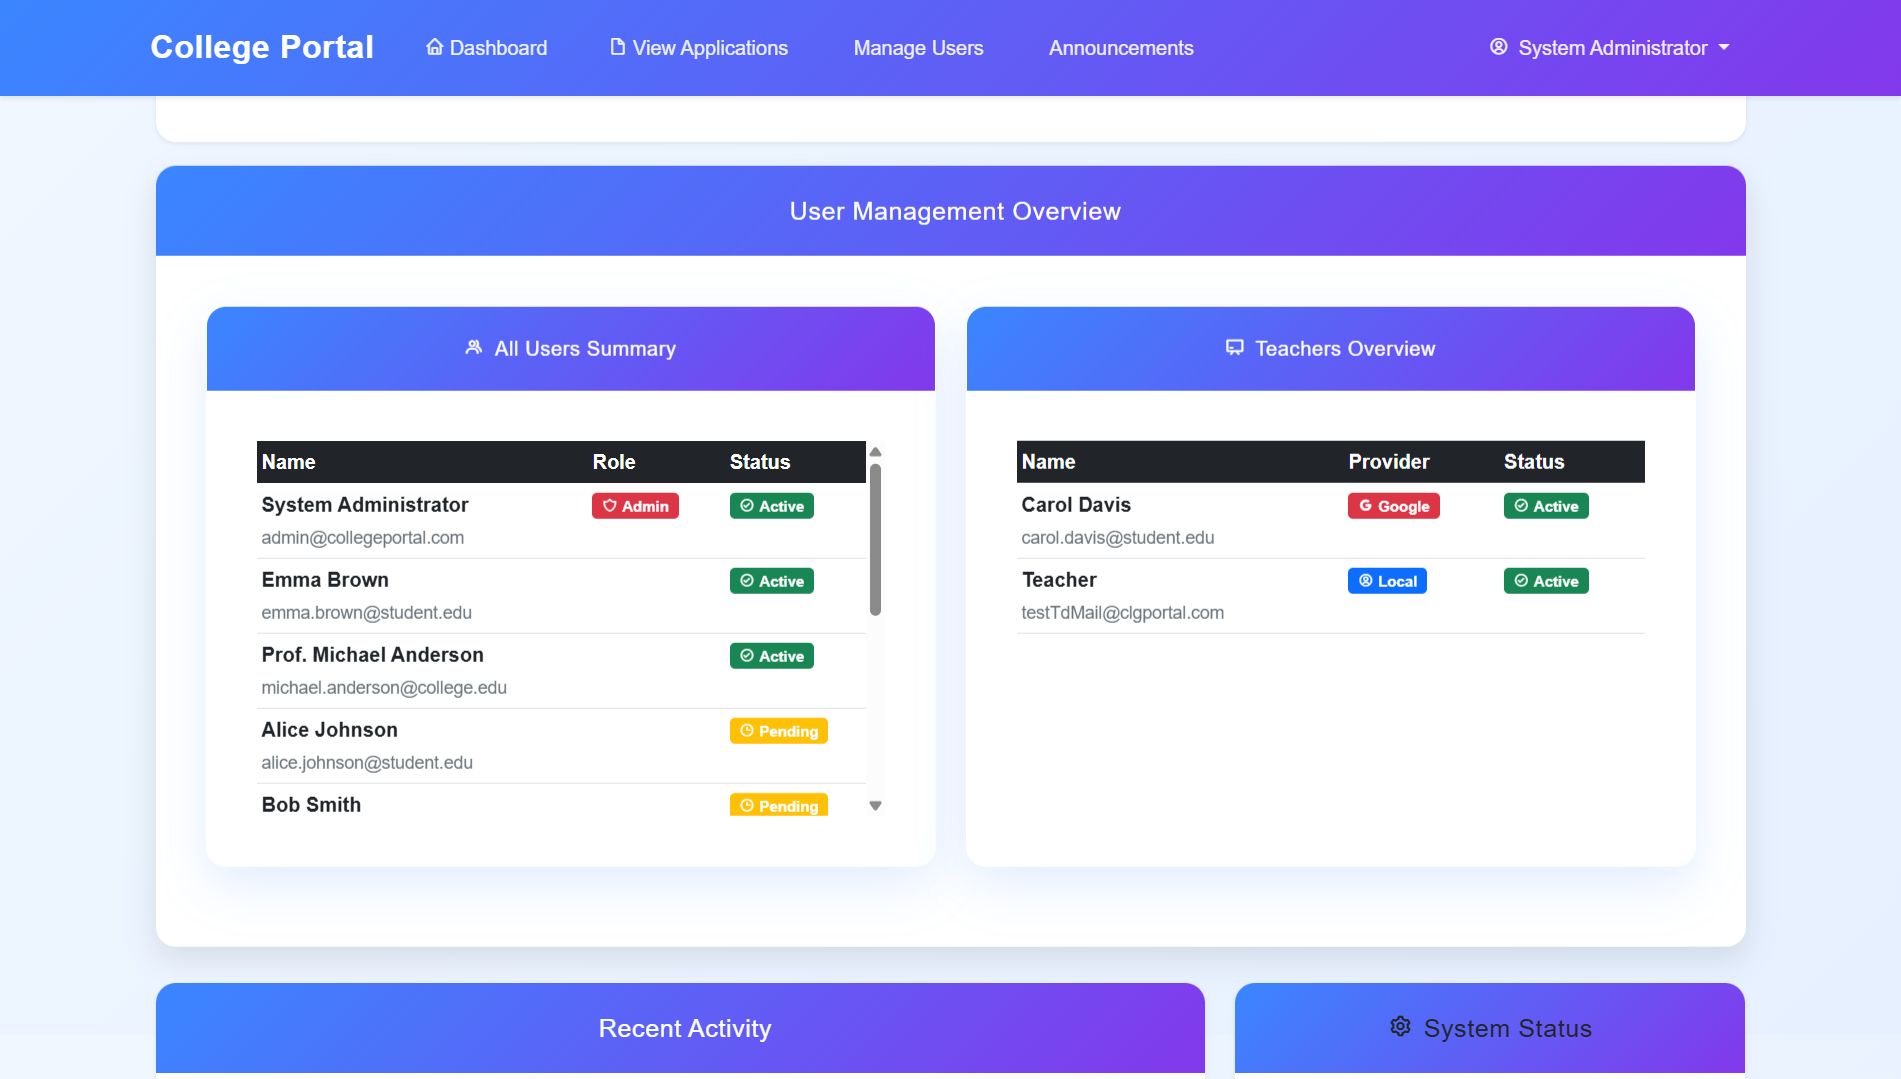 College Portal Dashboard View Applications Manage Users Announcements System Administrator
User Management Overview
All Users Summary
Name Role Status
System Administrator Admin Active
admin@collegeportal.com
Emma Brown Active
emma.brown@student.edu
Prof. Michael Anderson Active
michael.anderson@college.edu
Alice Johnson Pending
alice.johnson@student.edu
Bob Smith Pending
Teachers Overview
Name Provider Status
Carol Davis Google Active
carol.davis@student.edu
Teacher Local Active
testTdMail@clgportal.com
Recent Activity
System Status